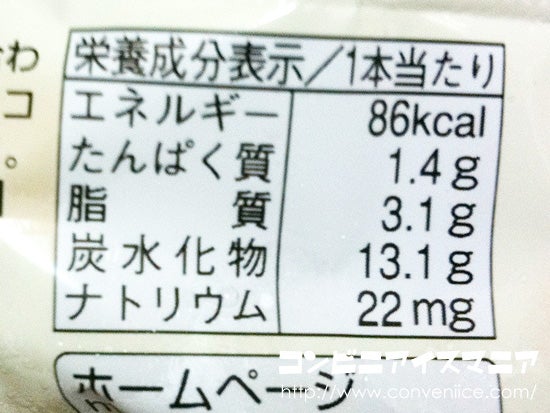 わ
コ
。
栄養成分表示／1本当たり
エネルギー 86kcal
たんぱく質 1.4g
脂質 3.1g
炭水化物 13.1g
ナトリウム 22mg
コンビニアイスマニア
ホームページ
http://www.conveniice.com/